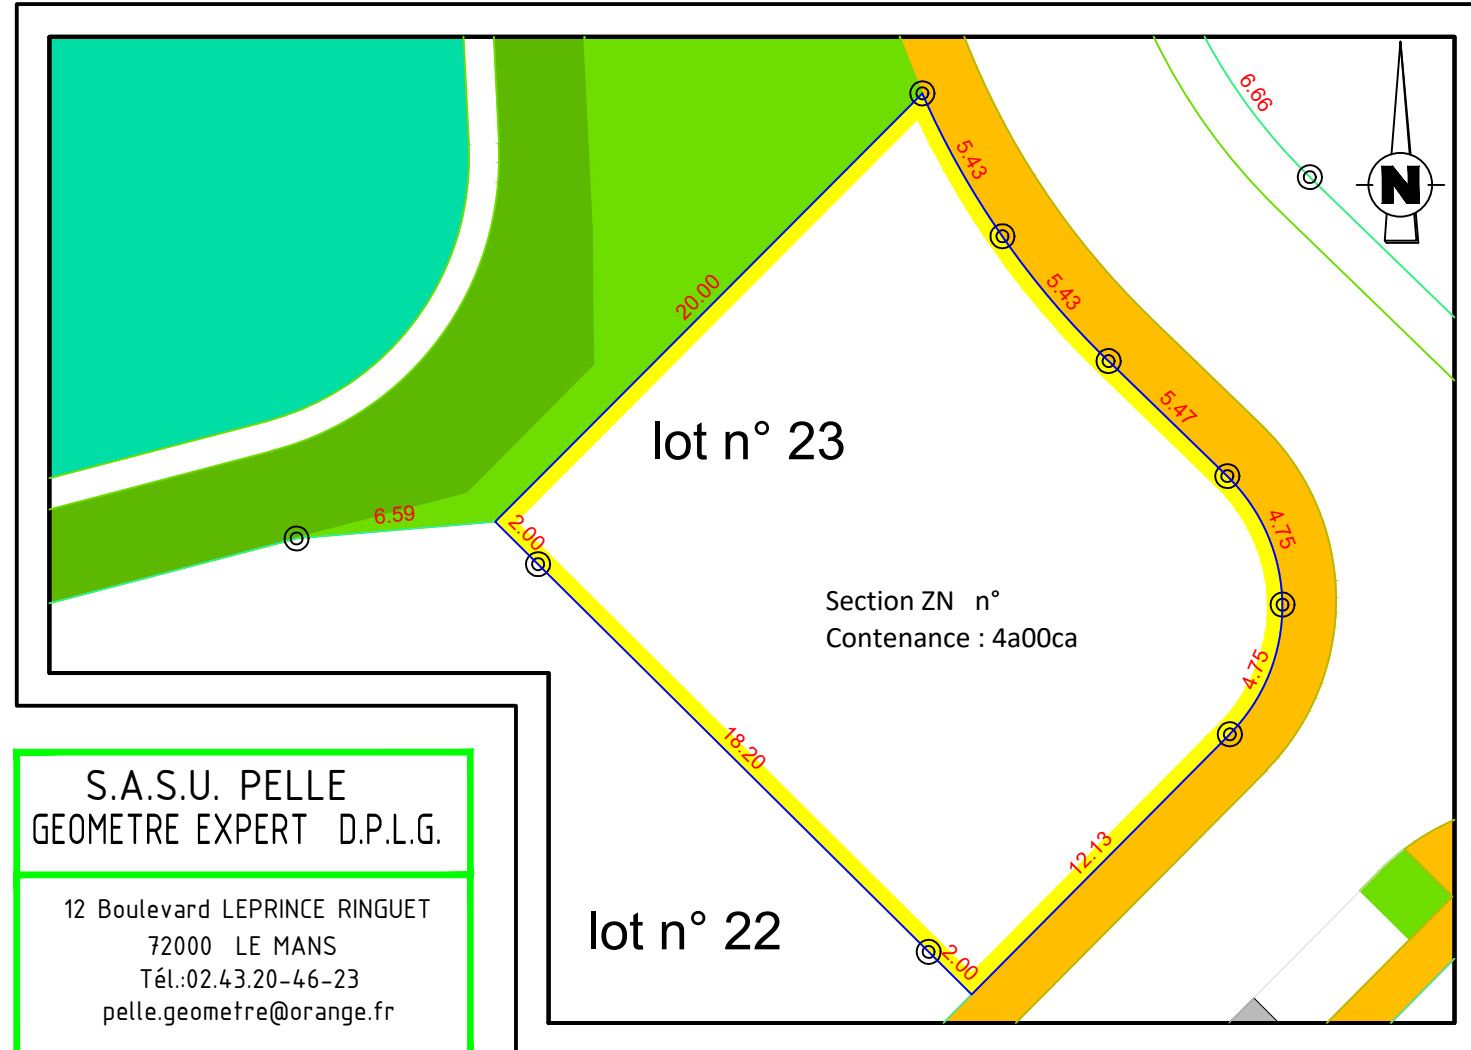 6.66
N
5.43
5.43
20.00
5.47
lot n° 23
4.75
6.59
2.00
Section ZN n°
Contenance : 4a00ca
4.75
18.20
12.13
lot n° 22
2.00
S.A.S.U. PELLE
GEOMETRE EXPERT D.P.L.G.
12 Boulevard LEPRINCE RINGUET
72000 LE MANS
Tél.:02.43.20-46-23
pelle.geometre@orange.fr